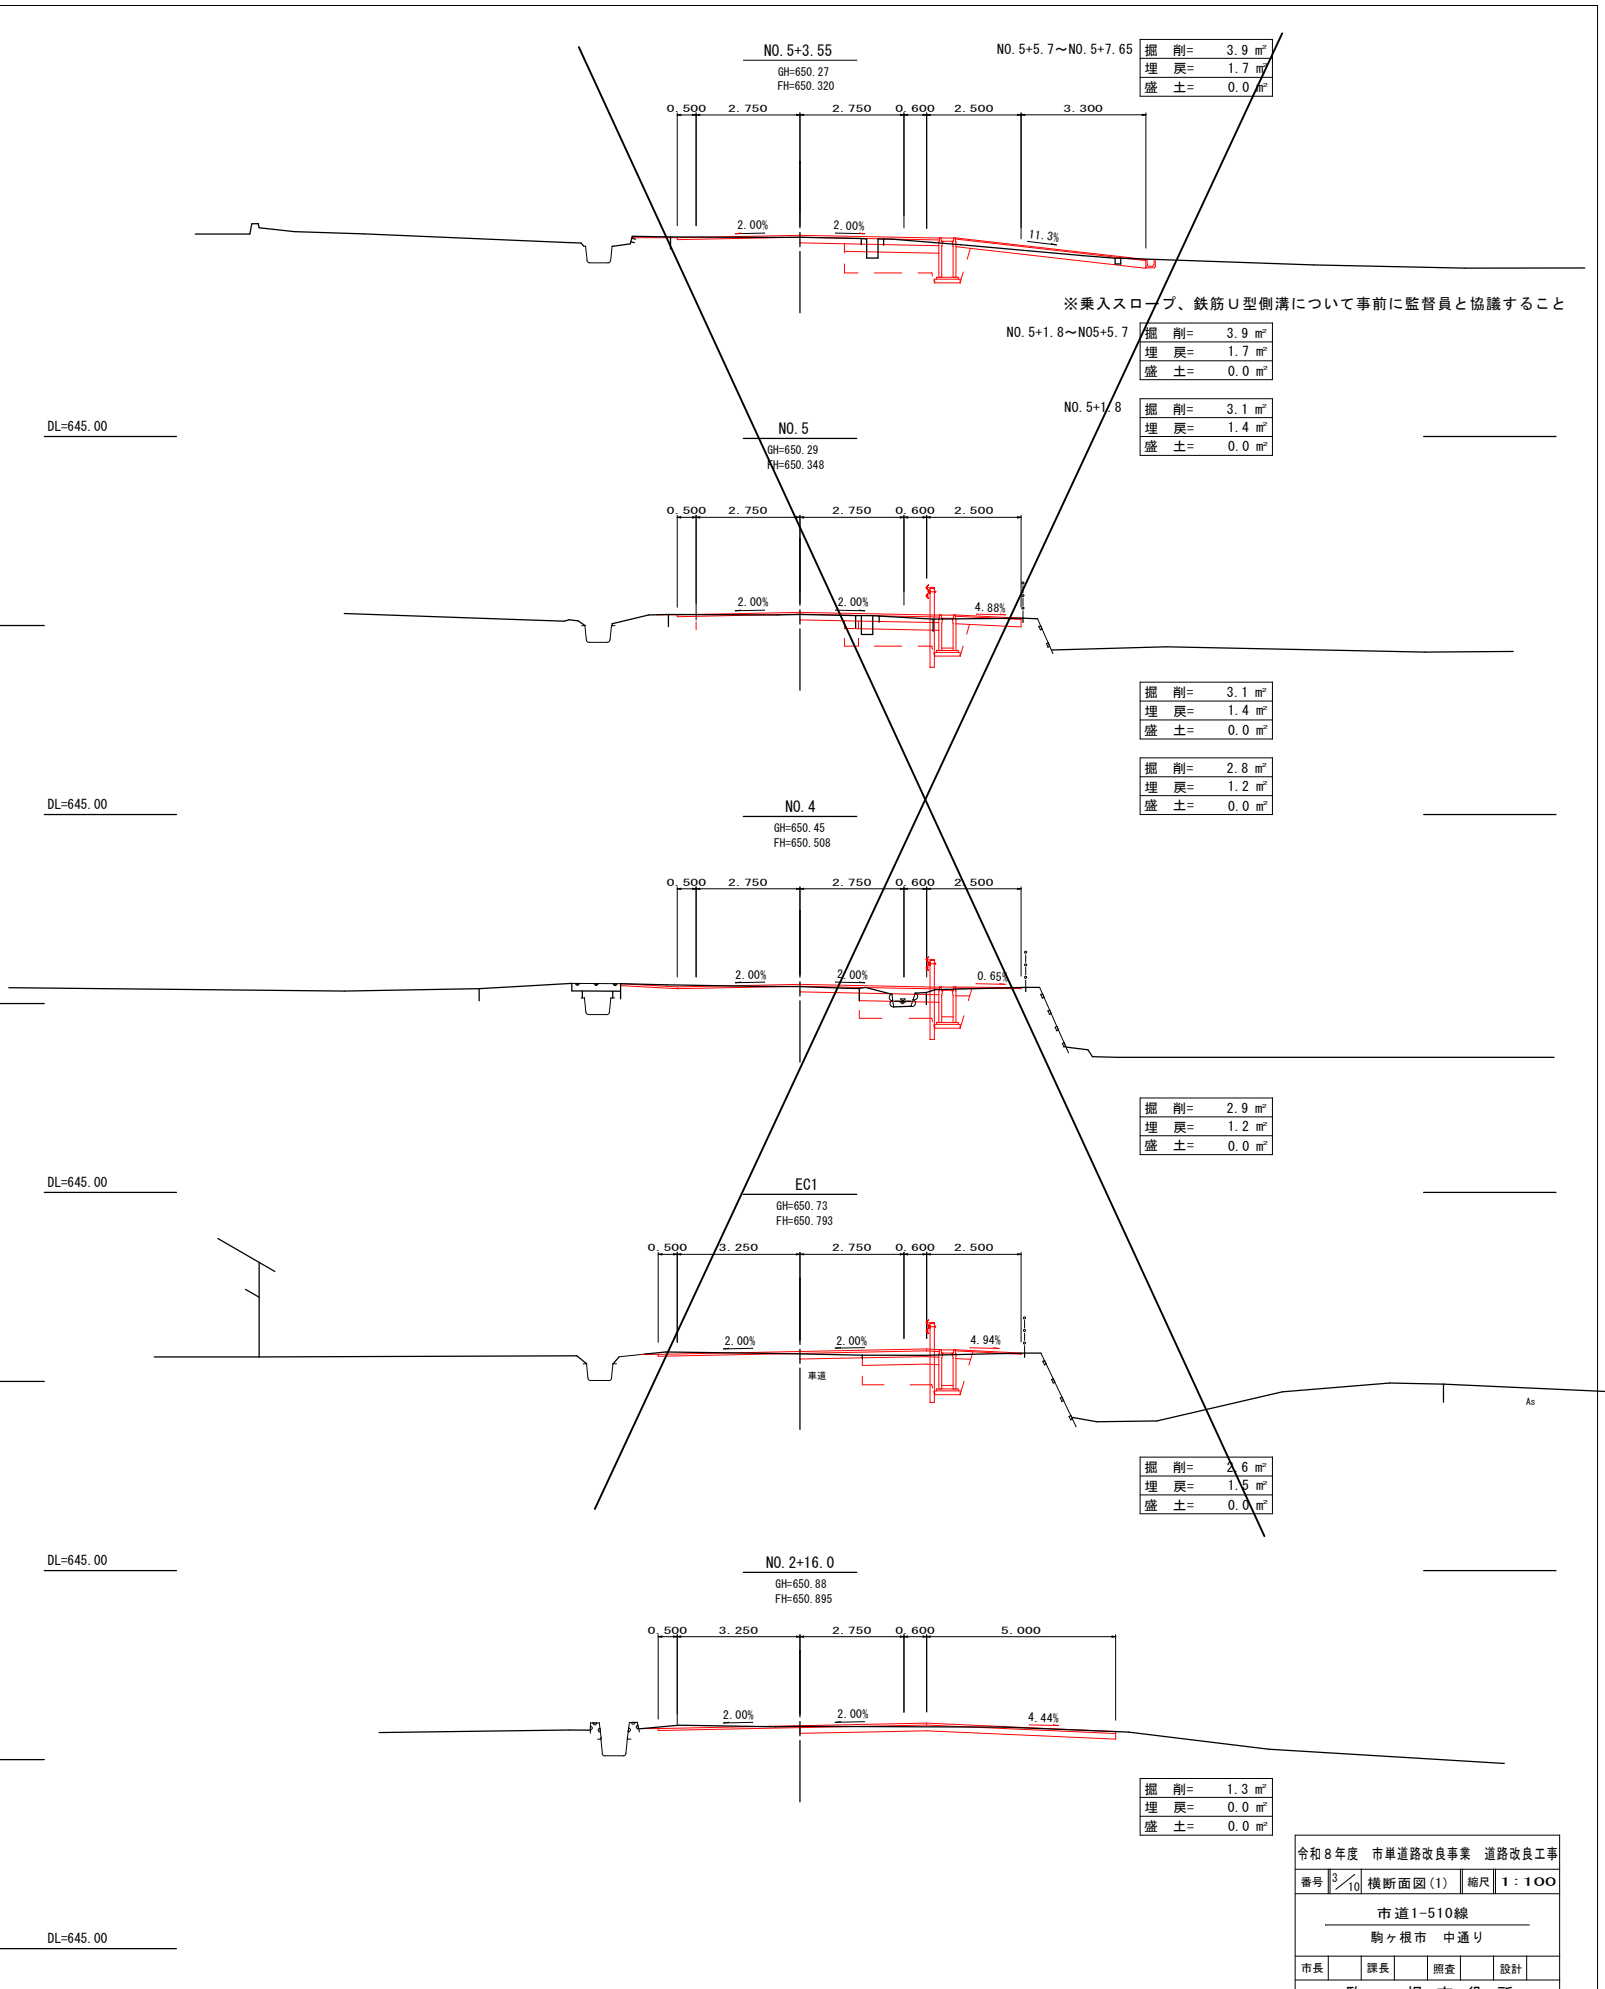 NO.5+3.55
GH=650.27
FH=650.320
NO.5+5.7～NO.5+7.65
掘　削=　3.9 ㎡
埋　戻=　1.7 ㎡
盛　土=　0.0 ㎡
0.500 2.750 2.750 0.600 2.500 3.300
2.00% 2.00% 11.3%
※乗入スロープ、鉄筋Ｕ型側溝について事前に監督員と協議すること
NO.5+1.8～NO5+5.7
掘　削=　3.9 ㎡
埋　戻=　1.7 ㎡
盛　土=　0.0 ㎡
NO.5+1.8
掘　削=　3.1 ㎡
埋　戻=　1.4 ㎡
盛　土=　0.0 ㎡
DL=645.00
NO.5
GH=650.29
FH=650.348
0.500 2.750 2.750 0.600 2.500
2.00% 2.00% 4.88%
掘　削=　3.1 ㎡
埋　戻=　1.4 ㎡
盛　土=　0.0 ㎡
掘　削=　2.8 ㎡
埋　戻=　1.2 ㎡
盛　土=　0.0 ㎡
DL=645.00
NO.4
GH=650.45
FH=650.508
0.500 2.750 2.750 0.600 2.500
2.00% 2.00% 0.65%
掘　削=　2.9 ㎡
埋　戻=　1.2 ㎡
盛　土=　0.0 ㎡
DL=645.00
EC1
GH=650.73
FH=650.793
0.500 3.250 2.750 0.600 2.500
2.00% 2.00% 4.94%
車道
As
掘　削=　2.6 ㎡
埋　戻=　1.5 ㎡
盛　土=　0.0 ㎡
DL=645.00
NO.2+16.0
GH=650.88
FH=650.895
0.500 3.250 2.750 0.600 5.000
2.00% 2.00% 4.44%
掘　削=　1.3 ㎡
埋　戻=　0.0 ㎡
盛　土=　0.0 ㎡
DL=645.00
令和８年度　市単道路改良事業　道路改良工事
番号 3/10 横断面図(1) 縮尺 1：100
市道1-510線
駒ヶ根市　中通り
市長 課長 照査 設計